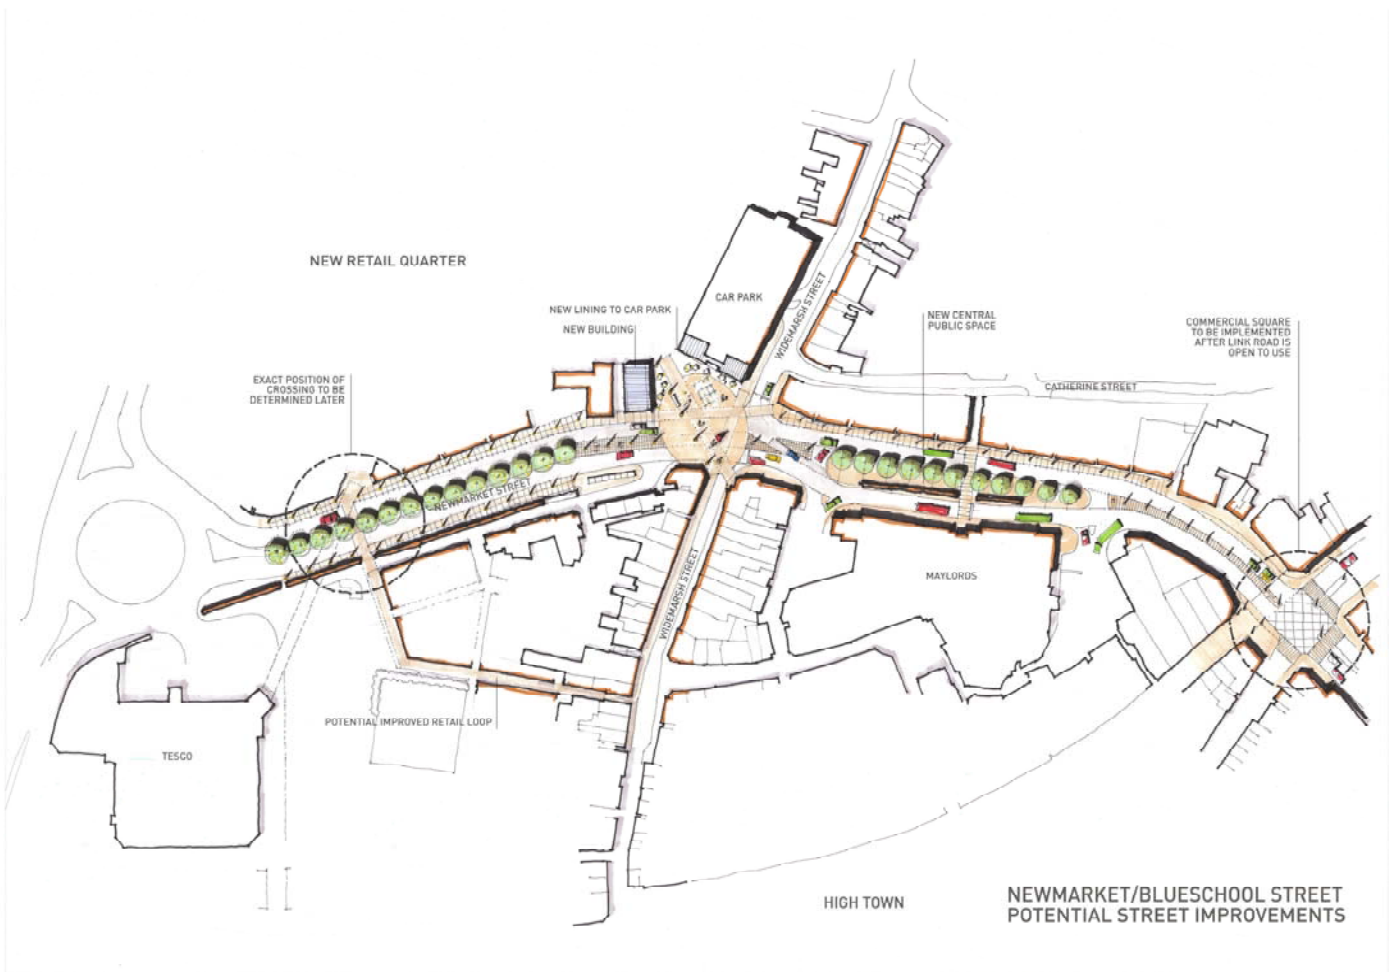 NEW RETAIL QUARTER
CAR PARK
WIDEMARSH STREET
NEW LINING TO CAR PARK
NEW BUILDING
NEW CENTRAL
PUBLIC SPACE
COMMERCIAL SQUARE
TO BE IMPLEMENTED
AFTER LINK ROAD IS
OPEN TO USE
EXACT POSITION OF
CROSSING TO BE
DETERMINED LATER
CATHERINE STREET
NEWMARKET STREET
WIDEMARSH STREET
MAYLORDS
POTENTIAL IMPROVED RETAIL LOOP
TESCO
HIGH TOWN
NEWMARKET/BLUESCHOOL STREET
POTENTIAL STREET IMPROVEMENTS